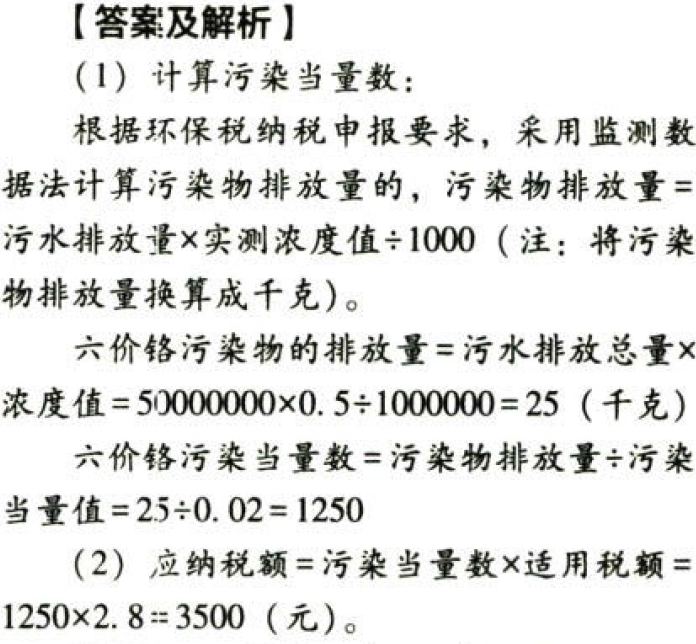 【答案及解析】
（1）计算污染当量数：
根据环保税纳税申报要求，采用监测数
据法计算污染物排放量的，污染物排放量=
污水排放量×实测浓度值÷1000（注：将污染
物排放量换算成千克）。
六价铬污染物的排放量=污水排放总量×
浓度值=50000000×0.5÷1000000=25（千克）
六价铬污染当量数=污染物排放量÷污染
当量值=25÷0.02=1250
（2）应纳税额=污染当量数×适用税额=
1250×2.8=3500（元）。